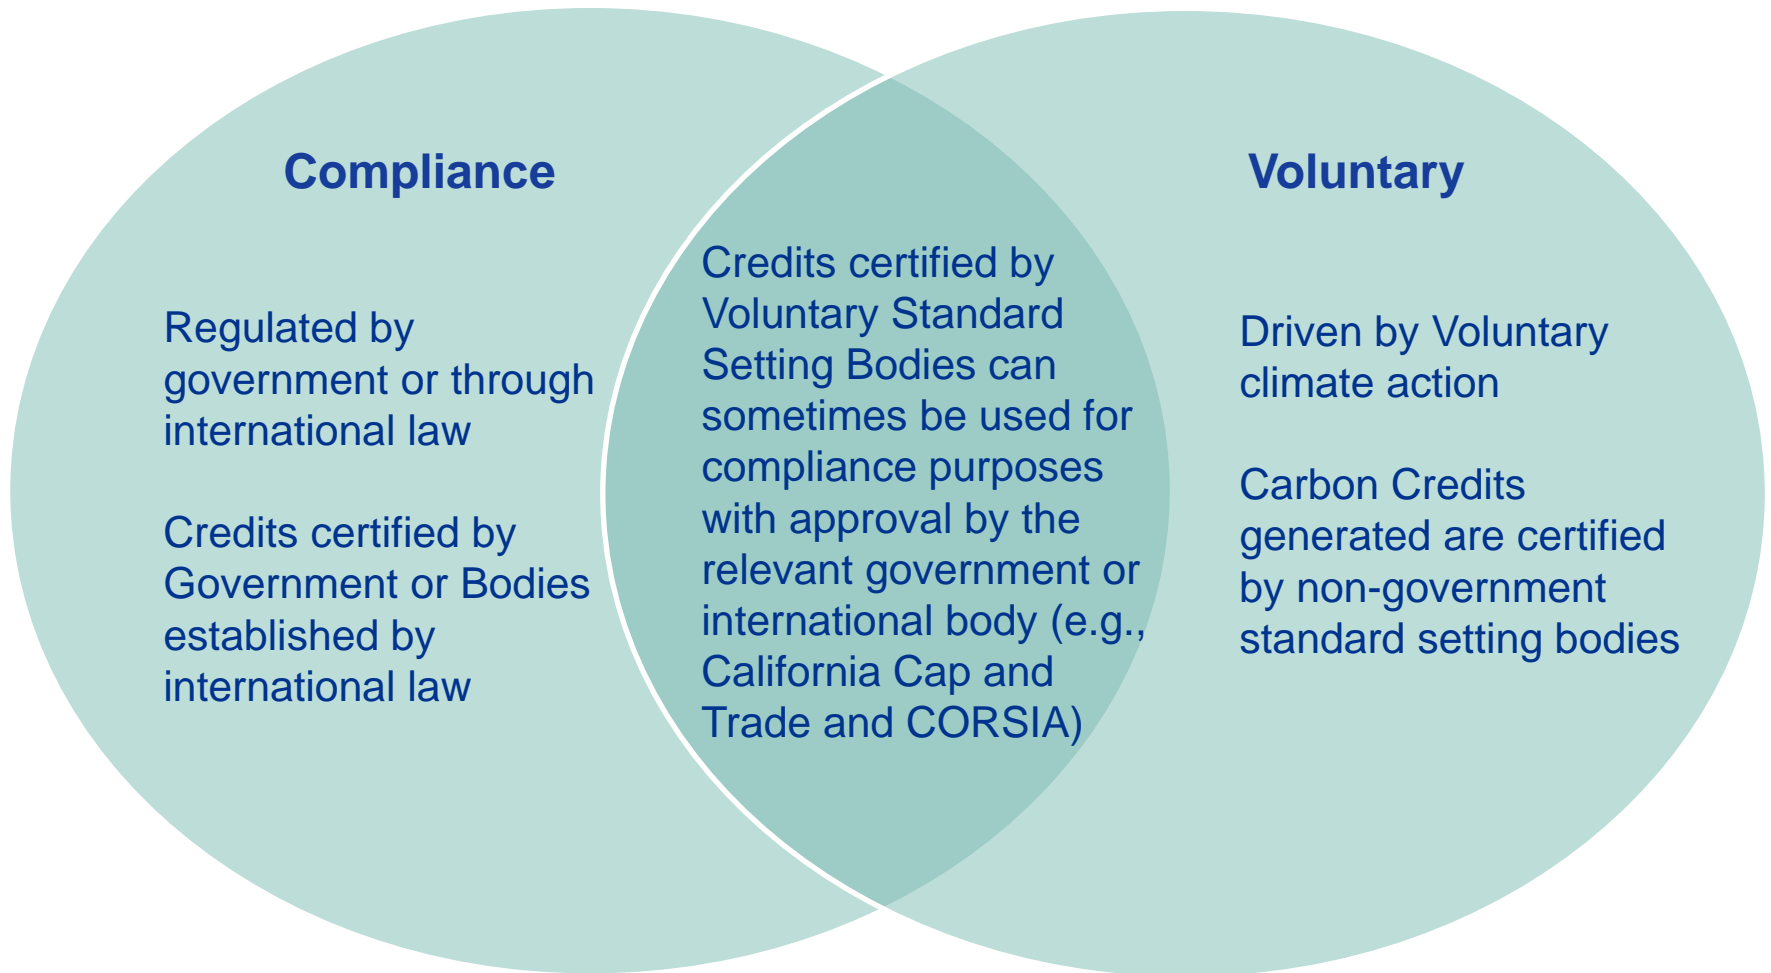 Compliance
Regulated by
government or through
international law
Credits certified by
Government or Bodies
established by
international law
Credits certified by
Voluntary Standard
Setting Bodies can
sometimes be used for
compliance purposes
with approval by the
relevant government or
international body (e.g.,
California Cap and
Trade and CORSIA)
Voluntary
Driven by Voluntary
climate action
Carbon Credits
generated are certified
by non-government
standard setting bodies